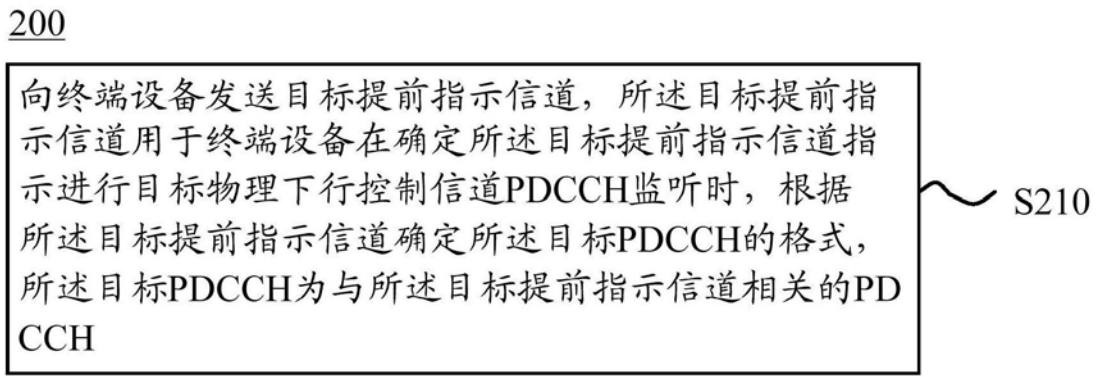 200
向终端设备发送目标提前指示信道，所述目标提前指
示信道用于终端设备在确定所述目标提前指示信道指
示进行目标物理下行控制信道PDCCH监听时，根据
所述目标提前指示信道确定所述目标PDCCH的格式，
所述目标PDCCH为与所述目标提前指示信道相关的PD
CCH
S210